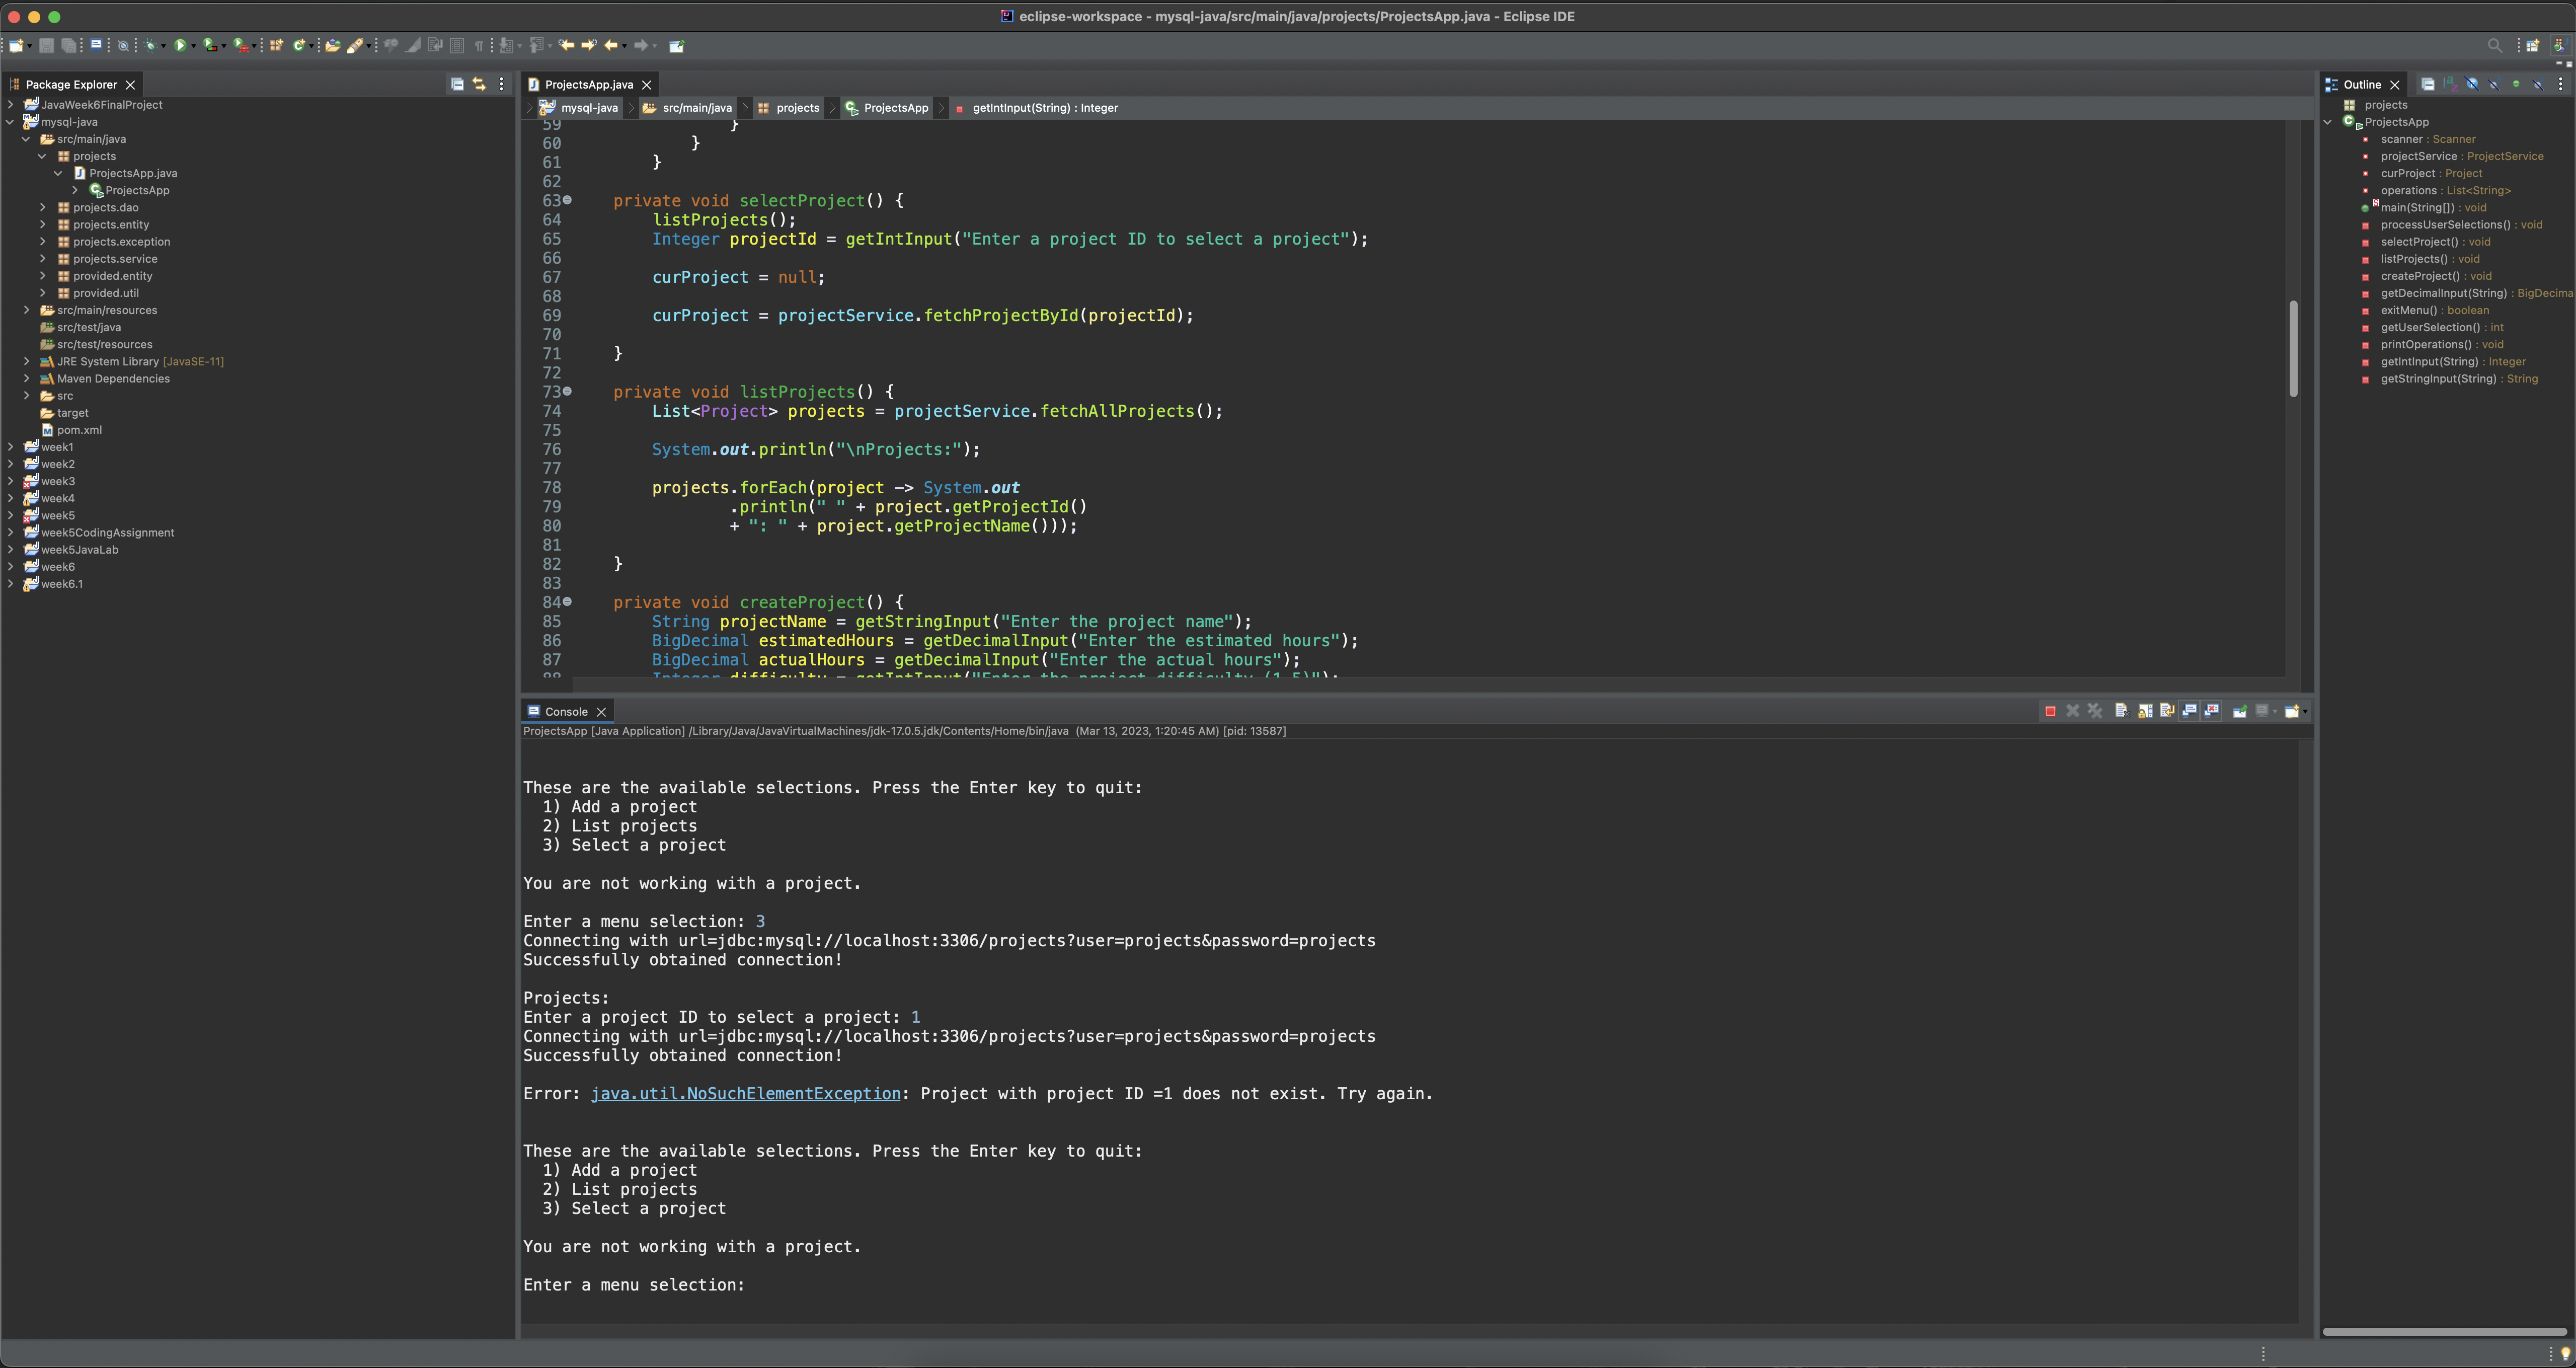 eclipse-workspace - mysql-java/src/main/java/projects/ProjectsApp.java - Eclipse IDE
Package Explorer
JavaWeek6FinalProject
mysql-java
src/main/java
projects
ProjectsApp.java
ProjectsApp
projects.dao
projects.entity
projects.exception
projects.service
provided.entity
provided.util
src/main/resources
src/test/java
src/test/resources
JRE System Library [JavaSE-11]
Maven Dependencies
src
target
pom.xml
week1
week2
week3
week4
week5
week5CodingAssignment
week5JavaLab
week6
week6.1
ProjectsApp.java
mysql-java src/main/java projects ProjectsApp getIntInput(String) : Integer
59 }
60 }
61 }
62
63 private void selectProject() {
64 listProjects();
65 Integer projectId = getIntInput("Enter a project ID to select a project");
66
67 curProject = null;
68
69 curProject = projectService.fetchProjectById(projectId);
70
71 }
72
73 private void listProjects() {
74 List<Project> projects = projectService.fetchAllProjects();
75
76 System.out.println("\nProjects:");
77
78 projects.forEach(project -> System.out
79 .println(" " + project.getProjectId()
80 + ": " + project.getProjectName()));
81
82 }
83
84 private void createProject() {
85 String projectName = getStringInput("Enter the project name");
86 BigDecimal estimatedHours = getDecimalInput("Enter the estimated hours");
87 BigDecimal actualHours = getDecimalInput("Enter the actual hours");
88 Integer difficulty = getIntInput("Enter the project difficulty (1-5)");
Console
ProjectsApp [Java Application] /Library/Java/JavaVirtualMachines/jdk-17.0.5.jdk/Contents/Home/bin/java (Mar 13, 2023, 1:20:45 AM) [pid: 13587]
These are the available selections. Press the Enter key to quit:
1) Add a project
2) List projects
3) Select a project
You are not working with a project.
Enter a menu selection: 3
Connecting with url=jdbc:mysql://localhost:3306/projects?user=projects&password=projects
Successfully obtained connection!
Projects:
Enter a project ID to select a project: 1
Connecting with url=jdbc:mysql://localhost:3306/projects?user=projects&password=projects
Successfully obtained connection!
Error: java.util.NoSuchElementException: Project with project ID =1 does not exist. Try again.
These are the available selections. Press the Enter key to quit:
1) Add a project
2) List projects
3) Select a project
You are not working with a project.
Enter a menu selection:
Outline
projects
ProjectsApp
scanner : Scanner
projectService : ProjectService
curProject : Project
operations : List<String>
main(String[]) : void
processUserSelections() : void
selectProject() : void
listProjects() : void
createProject() : void
getDecimalInput(String) : BigDecima
exitMenu() : boolean
getUserSelection() : int
printOperations() : void
getIntInput(String) : Integer
getStringInput(String) : String